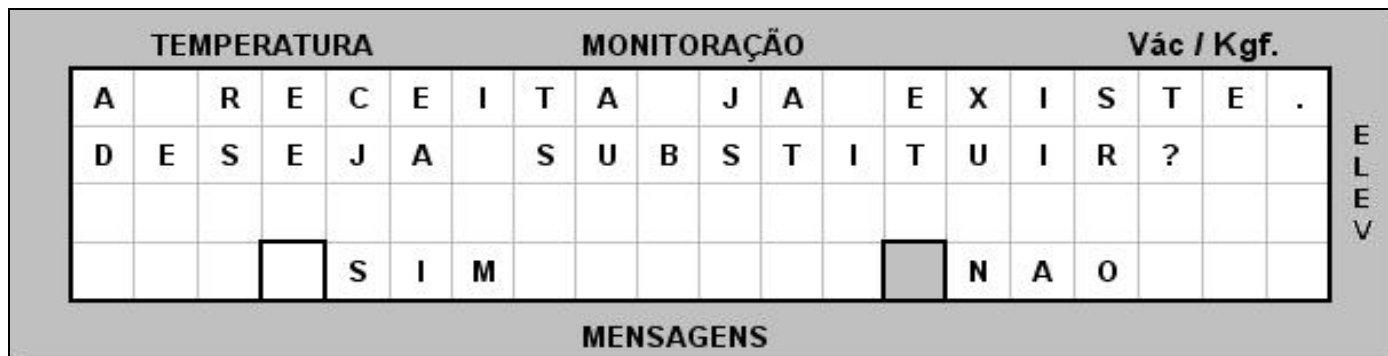 TEMPERATURA MONITORAÇÃO Vác / Kgf.
A RECEITA JA EXISTE.
DESEJA SUBSTITUIR?
SIM NAO
ELEV
MENSAGENS